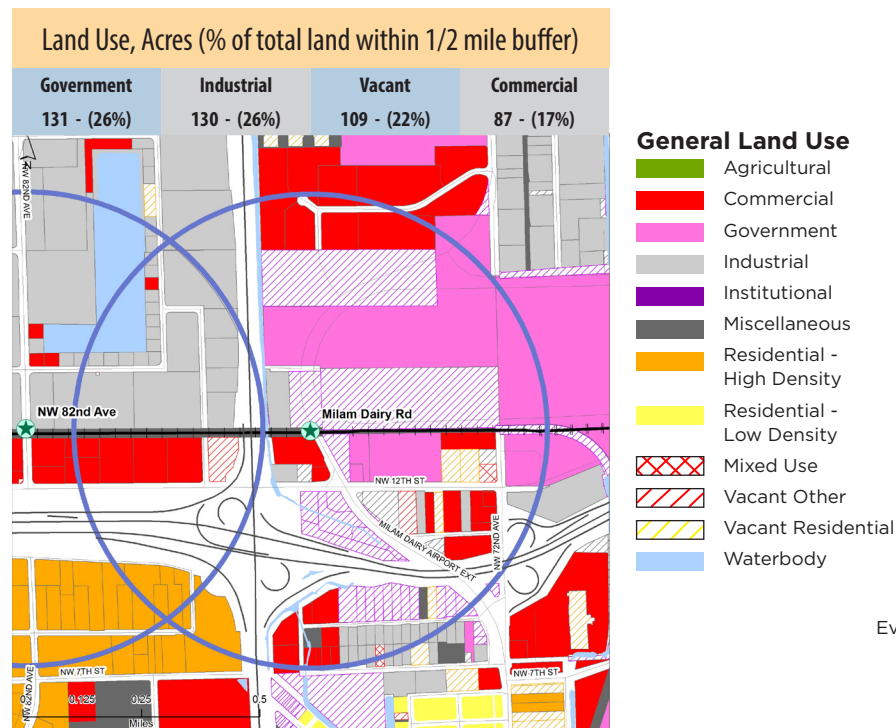 Land Use, Acres (% of total land within 1/2 mile buffer)
Government Industrial Vacant Commercial
131 - (26%) 130 - (26%) 109 - (22%) 87 - (17%)
NW 82ND AVE
NW 82nd Ave
Milam Dairy Rd
NW 12TH ST
MILAM DAIRY AIRPORT EXT
NW 72ND AVE
NW 82ND AVE
NW 7TH ST
NW 7TH ST
0 0.125 0.25 0.5
Miles
General Land Use
Agricultural
Commercial
Government
Industrial
Institutional
Miscellaneous
Residential -
High Density
Residential -
Low Density
Mixed Use
Vacant Other
Vacant Residential
Waterbody
Ev